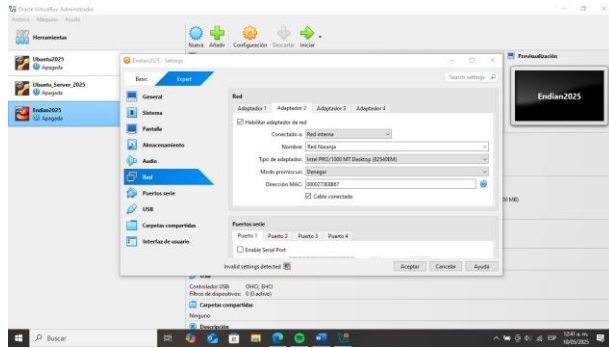 Oracle VirtualBox Administrador
Archivo Máquina Ayuda
Herramientas
Nueva Añadir Configuración Descartar Iniciar
Ubuntu2025
Apagada
Ubuntu_Server_2025
Apagada
Endian2025
Apagada
Previsualización
Endian2025
Endian2025 - Settings
Basic Expert
Search settings
General
Sistema
Pantalla
Almacenamiento
Audio
Red
Puertos serie
USB
Carpetas compartidas
Interfaz de usuario
Red
Adaptador 1 Adaptador 2 Adaptador 3 Adaptador 4
Habilitar adaptador de red
Conectado a: Red interna
Nombre: Red Naranja
Tipo de adaptador: Intel PRO/1000 MT Desktop (82540EM)
Modo promiscuo: Denegar
Dirección MAC:
Cable conectado
Puertos serie
Puerto 1 Puerto 2 Puerto 3 Puerto 4
Enable Serial Port
Invalid settings detected
Aceptar Cancelar Ayuda
USB
Controlador USB: OHCI, EHCI
Filtros de dispositivos: 0 (0 activo)
Carpetas compartidas
Ninguno
Descripción
Buscar
ESP
12:41 a. m.
10/05/2025